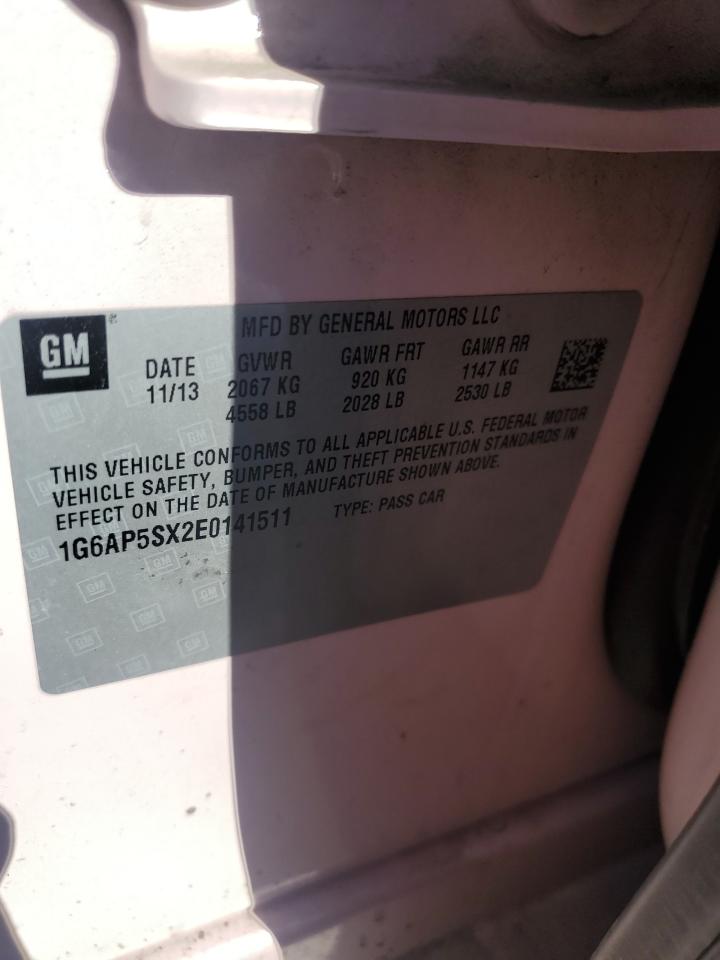 GM
MFD BY GENERAL MOTORS LLC
DATE GVWR GAWR FRT GAWR RR
11/13 2067 KG 920 KG 1147 KG
4558 LB 2028 LB 2530 LB
THIS VEHICLE CONFORMS TO ALL APPLICABLE U.S. FEDERAL MOTOR
VEHICLE SAFETY, BUMPER, AND THEFT PREVENTION STANDARDS IN
EFFECT ON THE DATE OF MANUFACTURE SHOWN ABOVE.
1G6AP5SX2E0141511 TYPE: PASS CAR